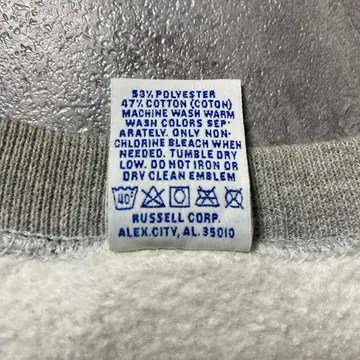 53% POLYESTER
47% COTTON (COTON)
MACHINE WASH WARM
WASH COLORS SEP-
ARATELY. ONLY NON-
CHLORINE BLEACH WHEN
NEEDED. TUMBLE DRY
LOW. DO NOT IRON OR
DRY CLEAN EMBLEM
40°
RUSSELL CORP.
ALEX.CITY, AL. 35010